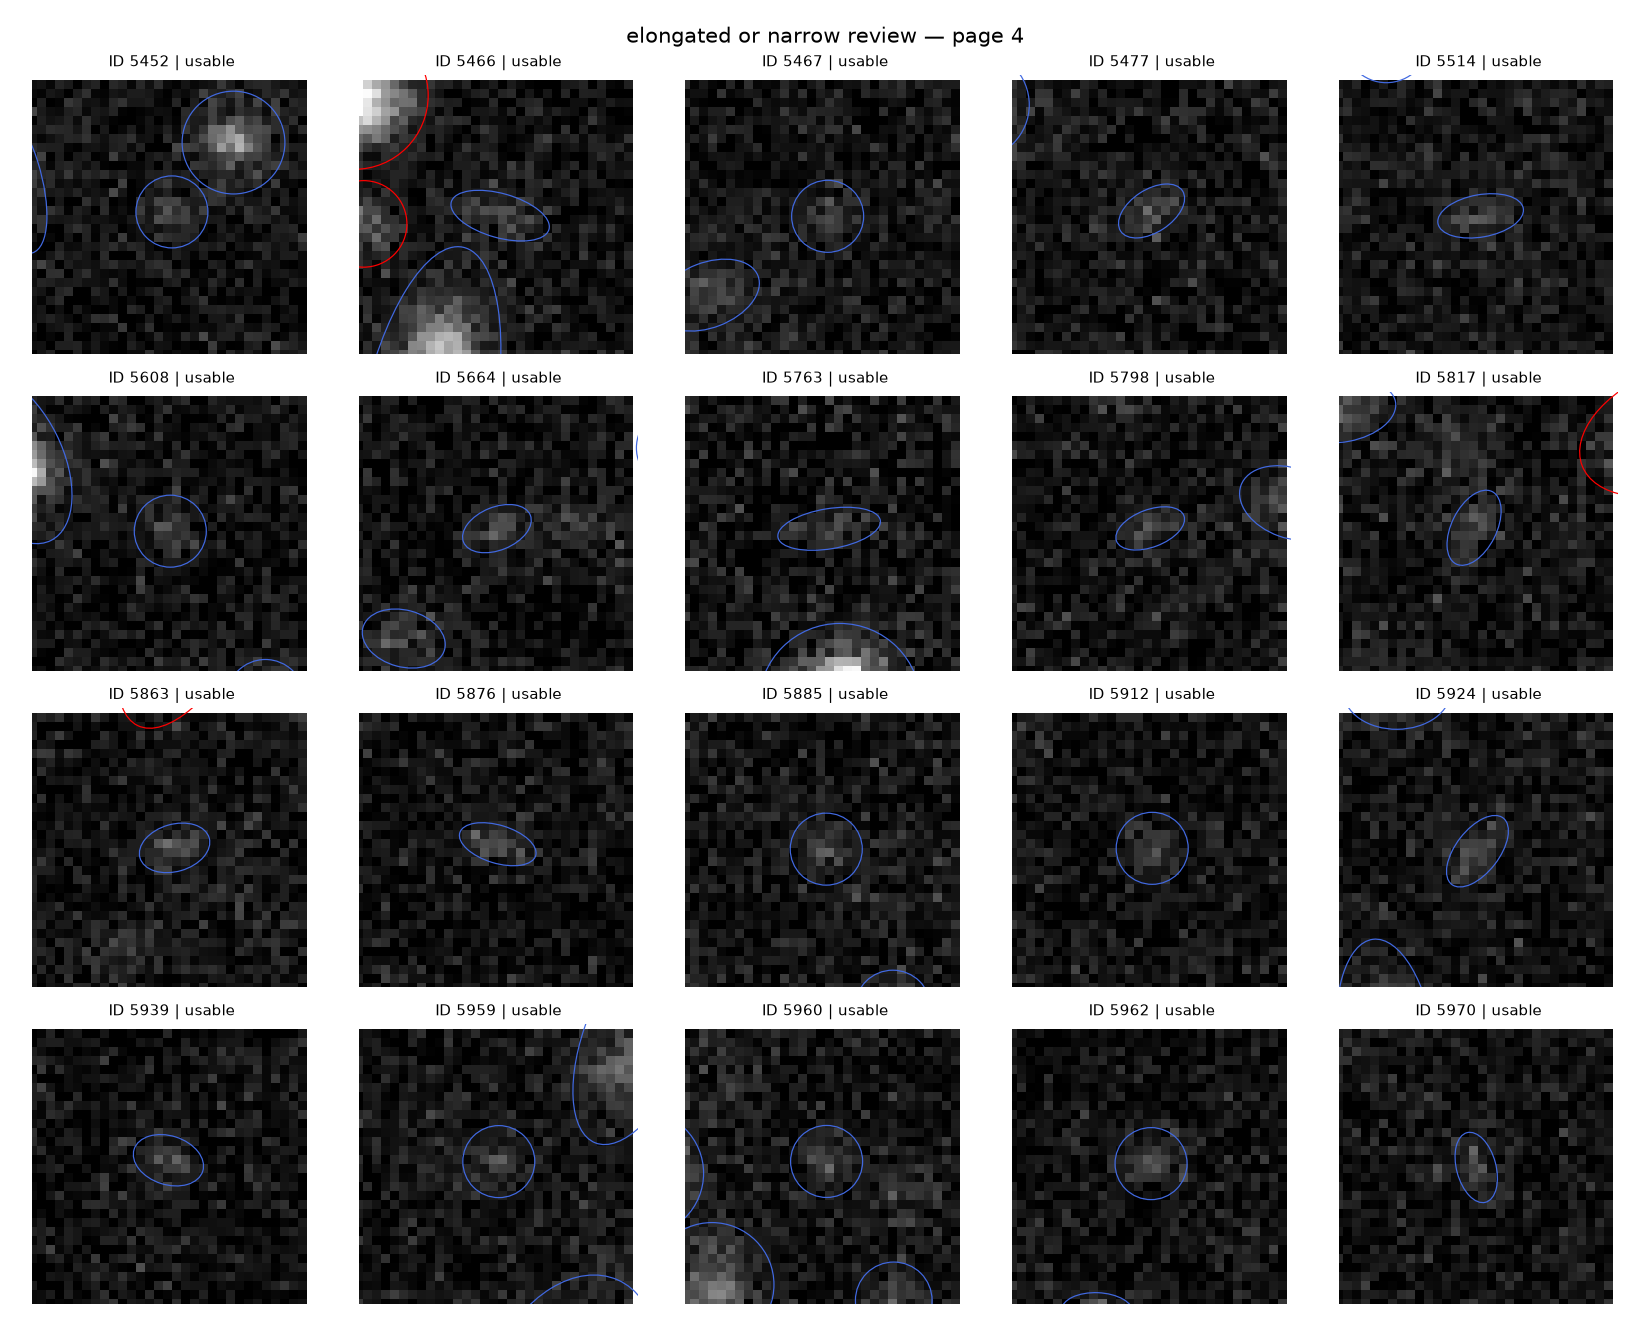 elongated or narrow review — page 4
ID 5452 | usable
ID 5466 | usable
ID 5467 | usable
ID 5477 | usable
ID 5514 | usable
ID 5608 | usable
ID 5664 | usable
ID 5763 | usable
ID 5798 | usable
ID 5817 | usable
ID 5863 | usable
ID 5876 | usable
ID 5885 | usable
ID 5912 | usable
ID 5924 | usable
ID 5939 | usable
ID 5959 | usable
ID 5960 | usable
ID 5962 | usable
ID 5970 | usable